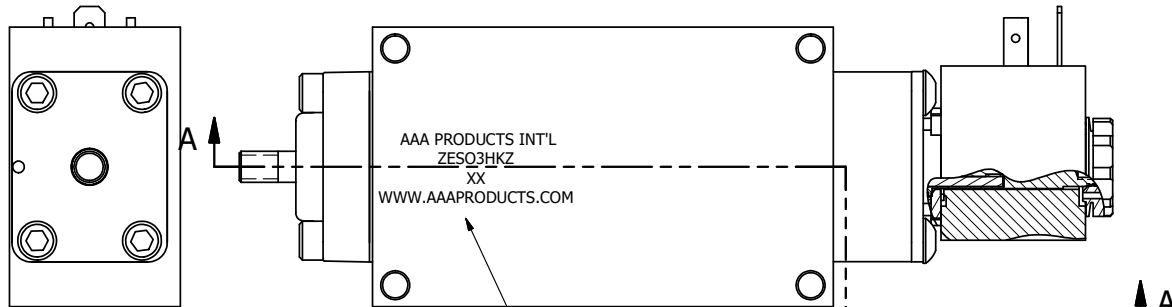 A
AAA PRODUCTS INT'L
ZESO3HKZ
XX
WWW.AAAPRODUCTS.COM
A